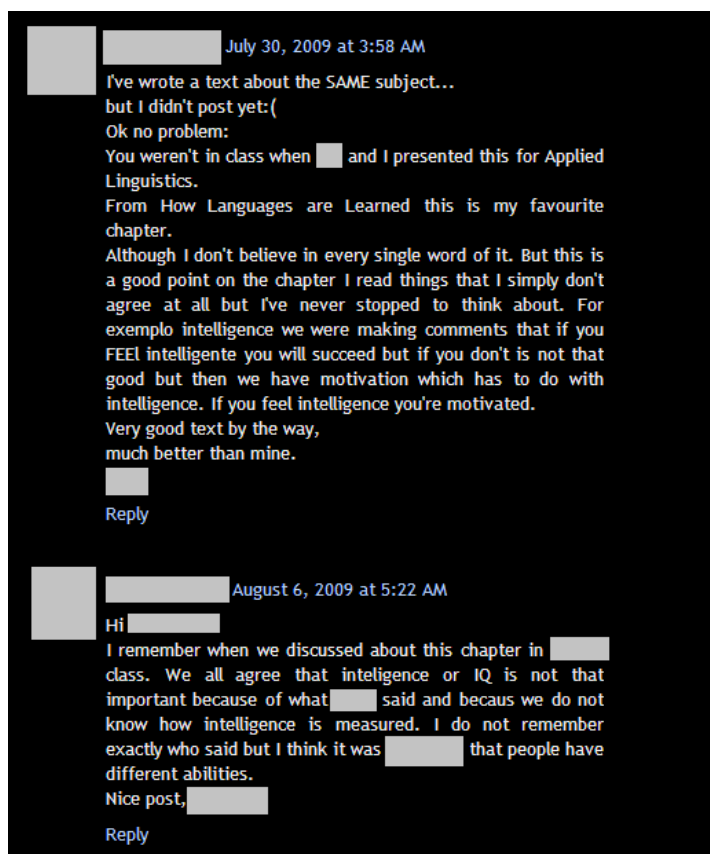 July 30, 2009 at 3:58 AM
I've wrote a text about the SAME subject...
but I didn't post yet:(
Ok no problem:
You weren't in class when and I presented this for Applied
Linguistics.
From How Languages are Learned this is my favourite
chapter.
Although I don't believe in every single word of it. But this is
a good point on the chapter I read things that I simply don't
agree at all but I've never stopped to think about. For
exemplo intelligence we were making comments that if you
FEEl intelligente you will succeed but if you don't is not that
good but then we have motivation which has to do with
intelligence. If you feel intelligence you're motivated.
Very good text by the way,
much better than mine.
Reply
August 6, 2009 at 5:22 AM
Hi
I remember when we discussed about this chapter in
class. We all agree that inteligence or IQ is not that
important because of what said and becaus we do not
know how intelligence is measured. I do not remember
exactly who said but I think it was that people have
different abilities.
Nice post,
Reply